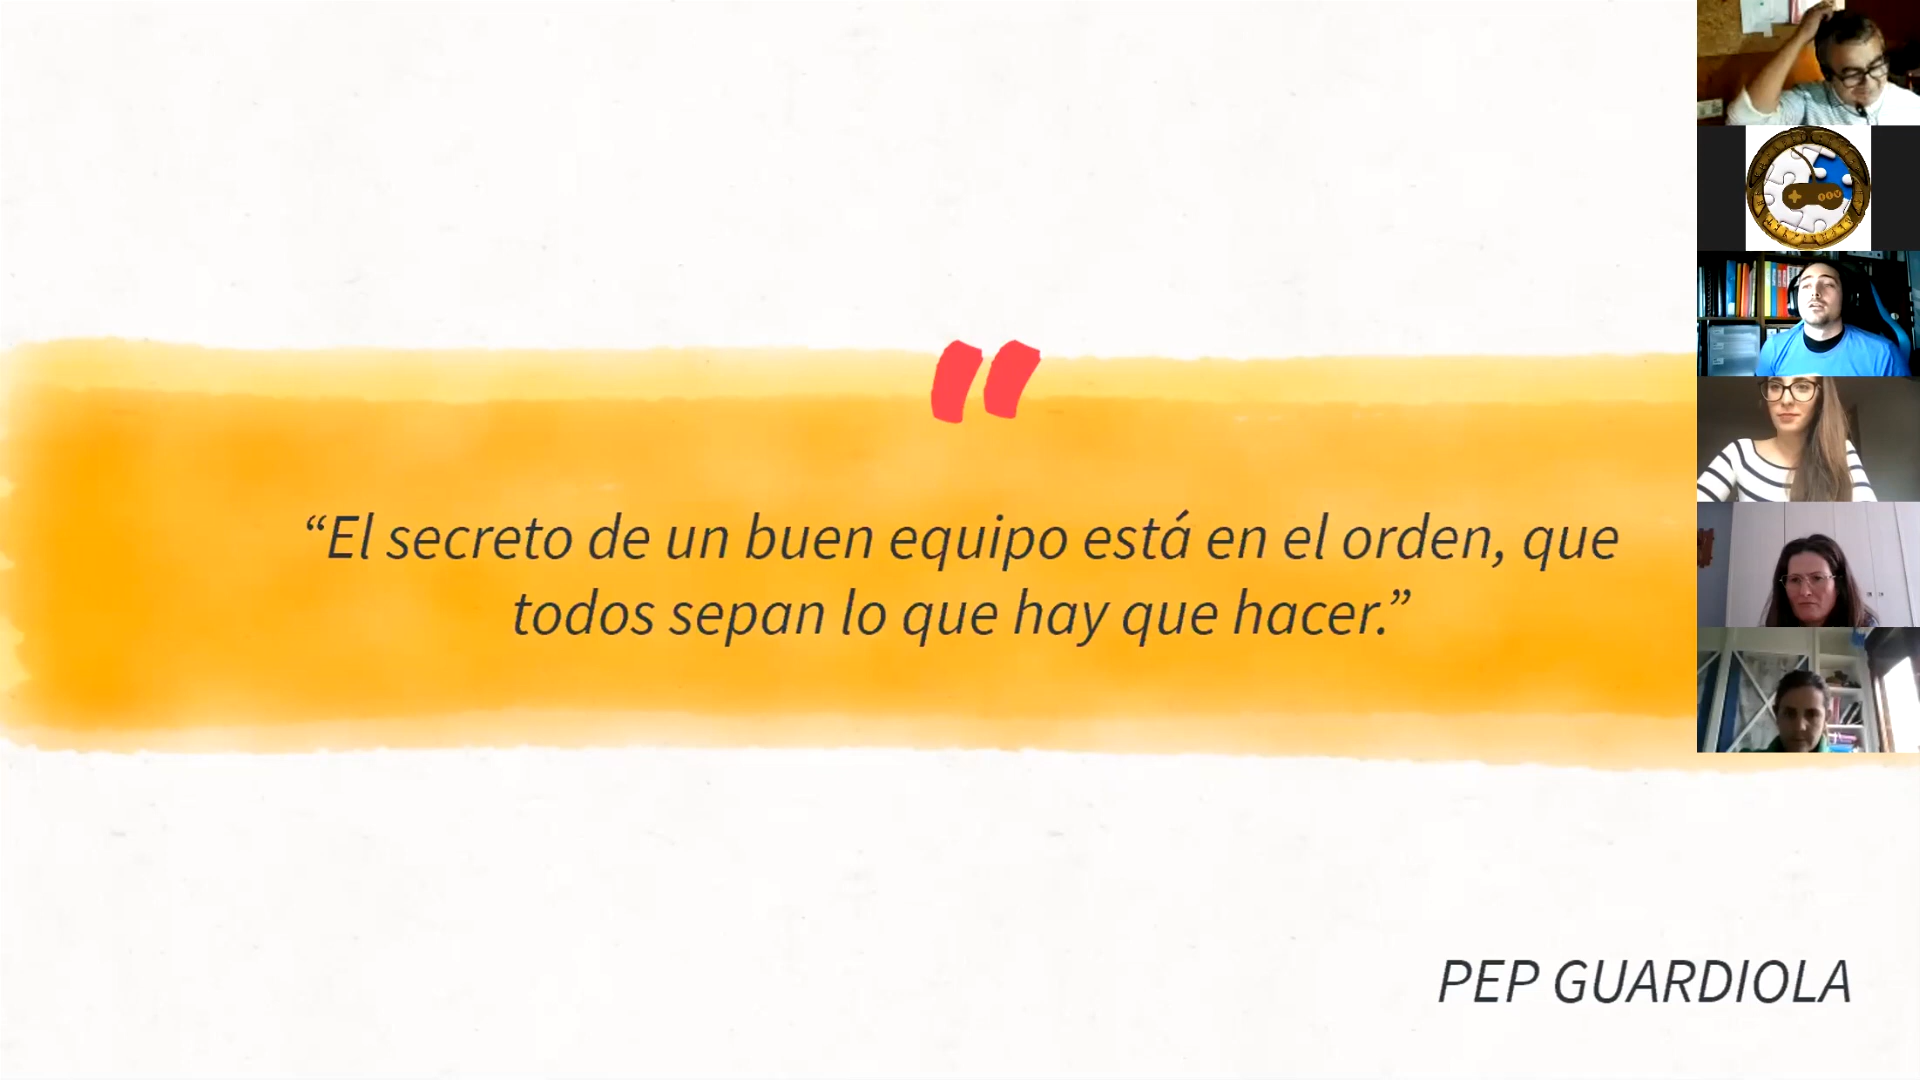 “El secreto de un buen equipo está en el orden, que
todos sepan lo que hay que hacer.”
PEP GUARDIOLA